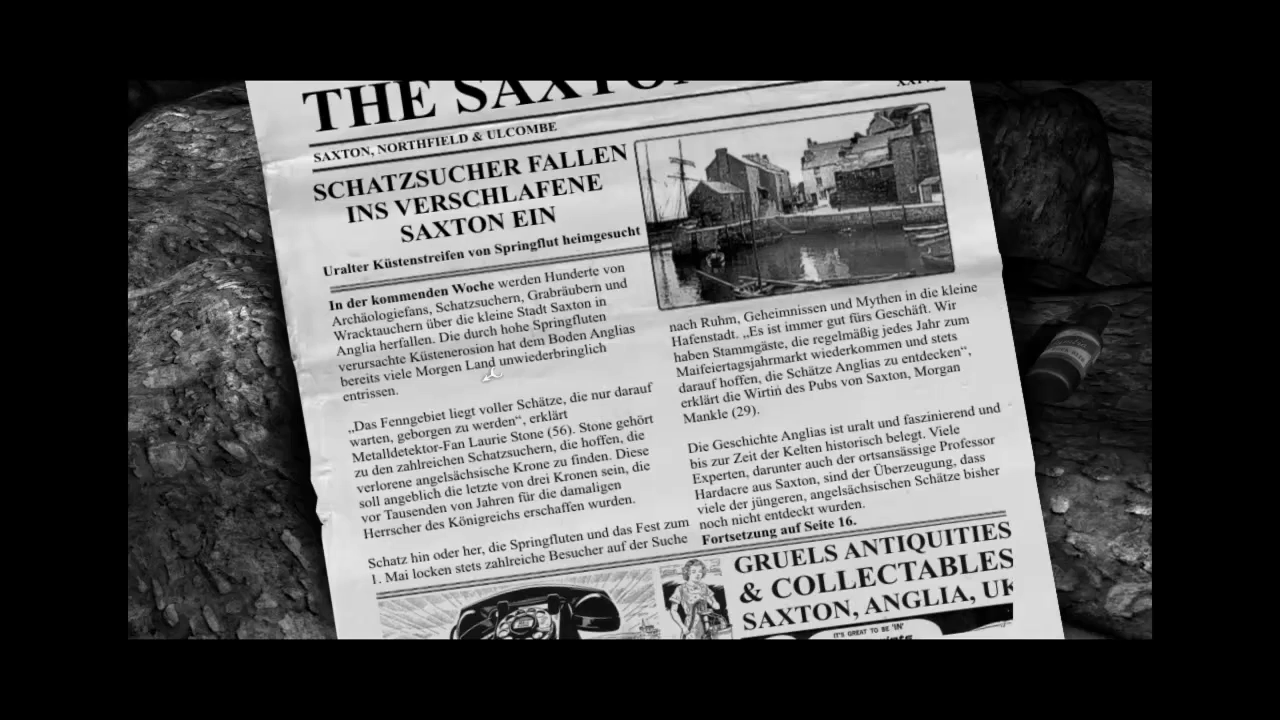 THE SAXTON
SAXTON, NORTHFIELD & ULCOMBE
SCHATZSUCHER FALLEN
INS VERSCHLAFENE
SAXTON EIN
Uralter Küstenstreifen von Springflut heimgesucht
In der kommenden Woche werden Hunderte von
Archäologiefans, Schatzsuchern, Grabräubern und
Wracktauchern über die kleine Stadt Saxton in
Anglia herfallen. Die durch hohe Springfluten
verursachte Küstenerosion hat dem Boden Anglias
bereits viele Morgen Land unwiederbringlich
entrissen.
„Das Fenngebiet liegt voller Schätze, die nur darauf
warten, geborgen zu werden“, erklärt
Metalldetektor-Fan Laurie Stone (56). Stone gehört
zu den zahlreichen Schatzsuchern, die hoffen, die
verlorene angelsächsische Krone zu finden. Diese
soll angeblich die letzte von drei Kronen sein, die
vor Tausenden von Jahren für die damaligen
Herrscher des Königreichs erschaffen wurden.
Schatz hin oder her, die Springfluten und das Fest zum
1. Mai locken stets zahlreiche Besucher auf der Suche
nach Ruhm, Geheimnissen und Mythen in die kleine
Hafenstadt. „Es ist immer gut fürs Geschäft. Wir
haben Stammgäste, die regelmäßig jedes Jahr zum
Maifeiertagsjahrmarkt wiederkommen und stets
darauf hoffen, die Schätze Anglias zu entdecken“,
erklärt die Wirtin des Pubs von Saxton, Morgan
Mankle (29).
Die Geschichte Anglias ist uralt und faszinierend und
bis zur Zeit der Kelten historisch belegt. Viele
Experten, darunter auch der ortsansässige Professor
Hardacre aus Saxton, sind der Überzeugung, dass
viele der jüngeren, angelsächsischen Schätze bisher
noch nicht entdeckt wurden.
Fortsetzung auf Seite 16.
GRUELS ANTIQUITIES
& COLLECTABLES
SAXTON, ANGLIA, UK
IT'S GREAT TO BE 'IN'